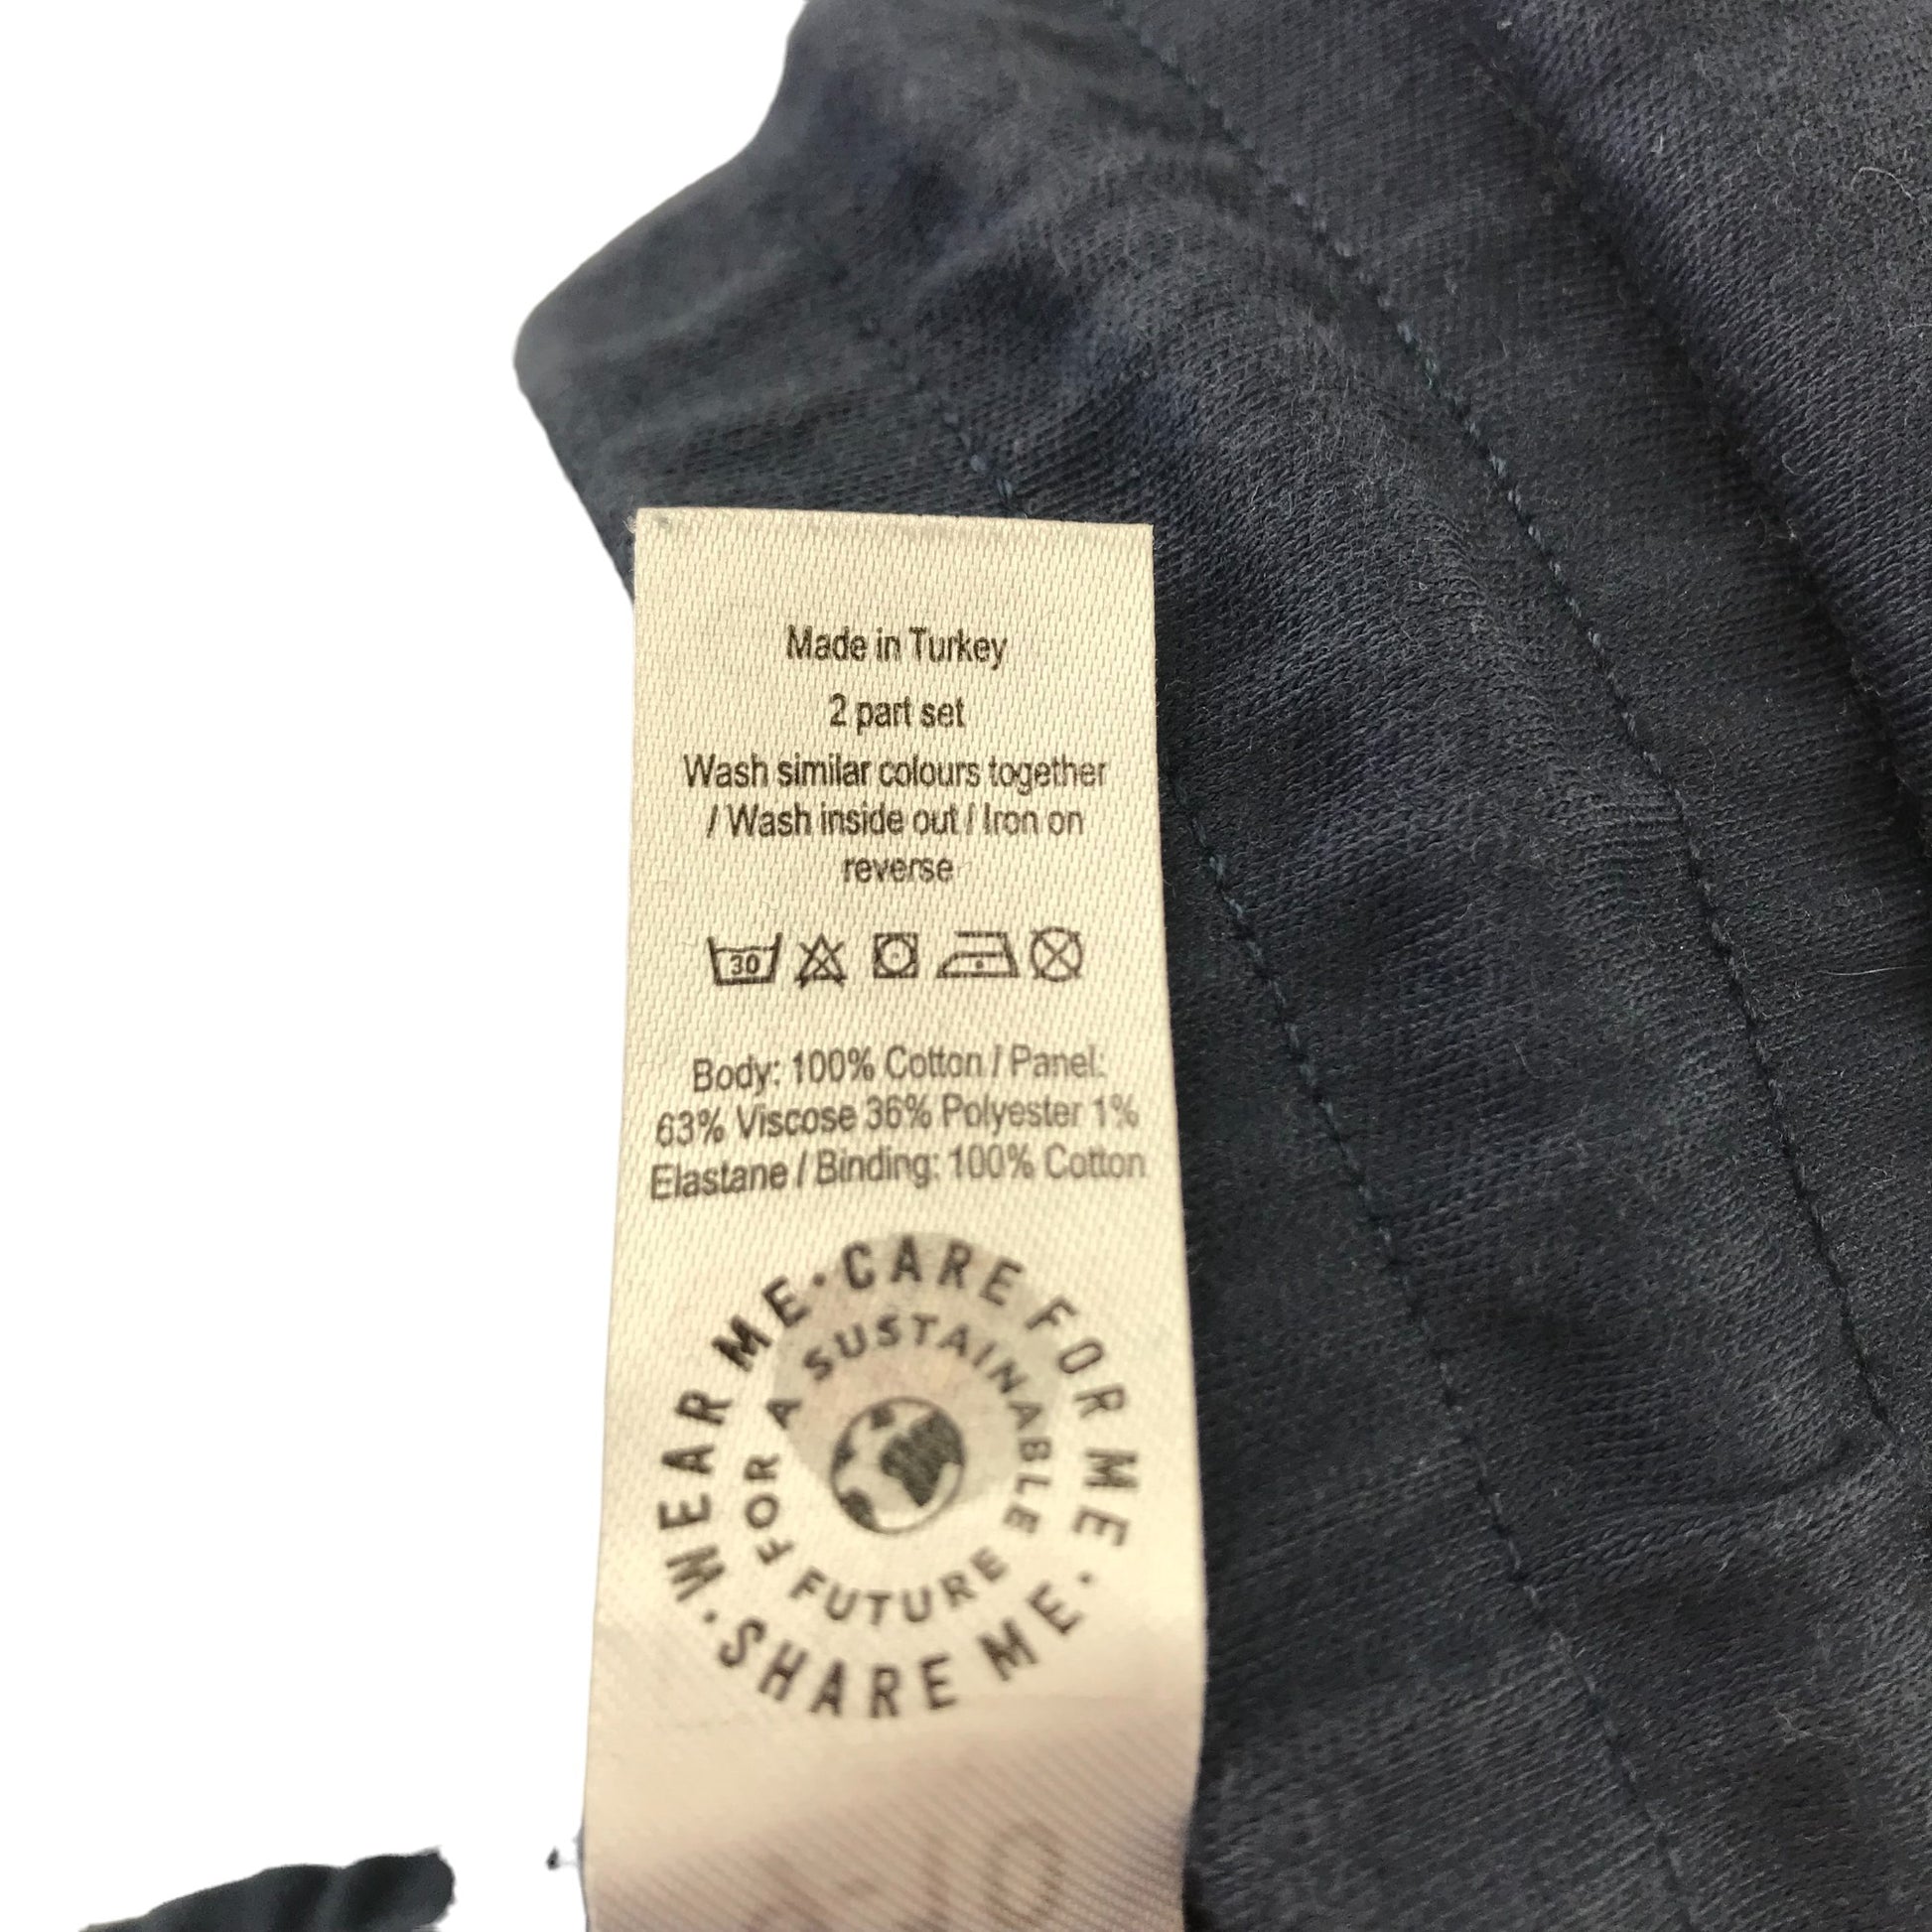 Made in Turkey
2 part set
Wash similar colours together
/ Wash inside out / Iron on
reverse
30
Body: 100% Cotton / Panel:
63% Viscose 36% Polyester 1%
Elastane / Binding: 100% Cotton
WEAR ME · CARE FOR ME · SHARE ME ·
FOR A SUSTAINABLE FUTURE